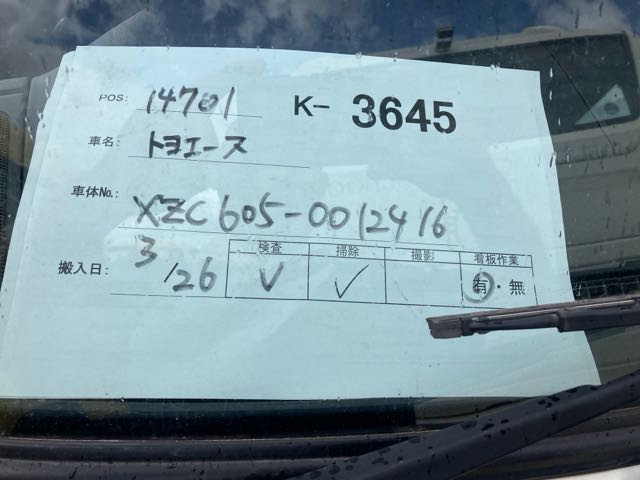 POS: 14701 K- 3645
車名: トヨエース
車体No.: XZC605-0012416
検査 掃除 撮影 看板作業
搬入日: 3/26 ✓ ✓ 有・無